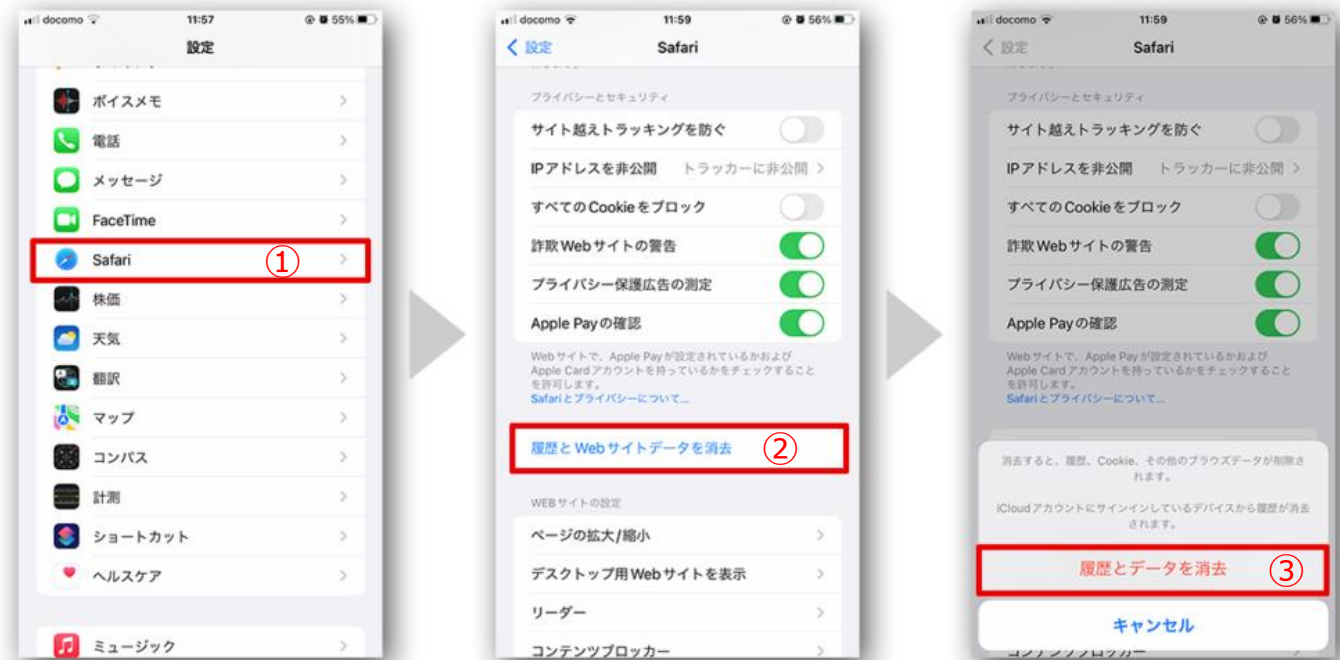 docomo 11:57 55%
設定
ボイスメモ
電話
メッセージ
FaceTime
Safari ①
株価
天気
翻訳
マップ
コンパス
計測
ショートカット
ヘルスケア
ミュージック
docomo 11:59 56%
設定 Safari
プライバシーとセキュリティ
サイト越えトラッキングを防ぐ
IPアドレスを非公開 トラッカーに非公開
すべてのCookieをブロック
詐欺Webサイトの警告
プライバシー保護広告の測定
Apple Payの確認
Webサイトで、Apple Payが設定されているかおよび
Apple Cardアカウントを持っているかをチェックすること
を許可します。
Safariとプライバシーについて...
履歴とWebサイトデータを消去 ②
WEBサイトの設定
ページの拡大/縮小
デスクトップ用Webサイトを表示
リーダー
コンテンツブロッカー
docomo 11:59 56%
設定 Safari
プライバシーとセキュリティ
サイト越えトラッキングを防ぐ
IPアドレスを非公開 トラッカーに非公開
すべてのCookieをブロック
詐欺Webサイトの警告
プライバシー保護広告の測定
Apple Payの確認
Webサイトで、Apple Payが設定されているかおよび
Apple Cardアカウントを持っているかをチェックすること
を許可します。
Safariとプライバシーについて...
消去すると、履歴、Cookie、その他のブラウズデータが削除さ
れます。
iCloudアカウントにサインインしているデバイスから履歴が消去
されます。
履歴とデータを消去 ③
キャンセル
コンテンツブロッカー